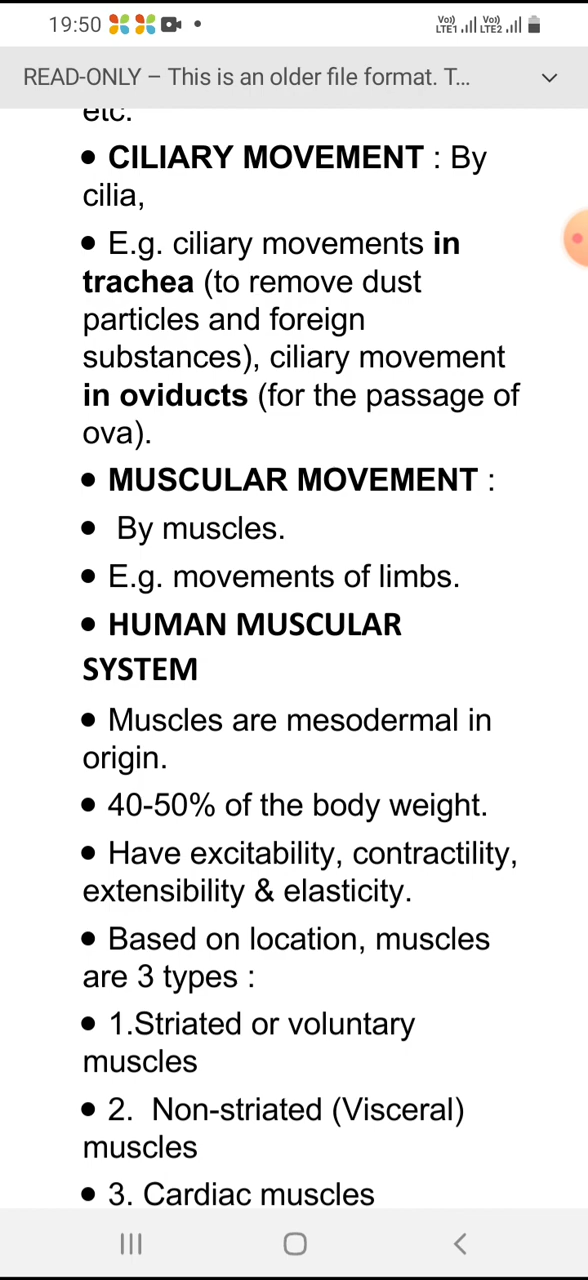 19:50
Vo) LTE1 Vo) LTE2
READ-ONLY – This is an older file format. T...
etc.
• CILIARY MOVEMENT : By
cilia,
• E.g. ciliary movements in
trachea (to remove dust
particles and foreign
substances), ciliary movement
in oviducts (for the passage of
ova).
• MUSCULAR MOVEMENT :
• By muscles.
• E.g. movements of limbs.
• HUMAN MUSCULAR
SYSTEM
• Muscles are mesodermal in
origin.
• 40-50% of the body weight.
• Have excitability, contractility,
extensibility & elasticity.
• Based on location, muscles
are 3 types :
• 1.Striated or voluntary
muscles
• 2. Non-striated (Visceral)
muscles
• 3. Cardiac muscles